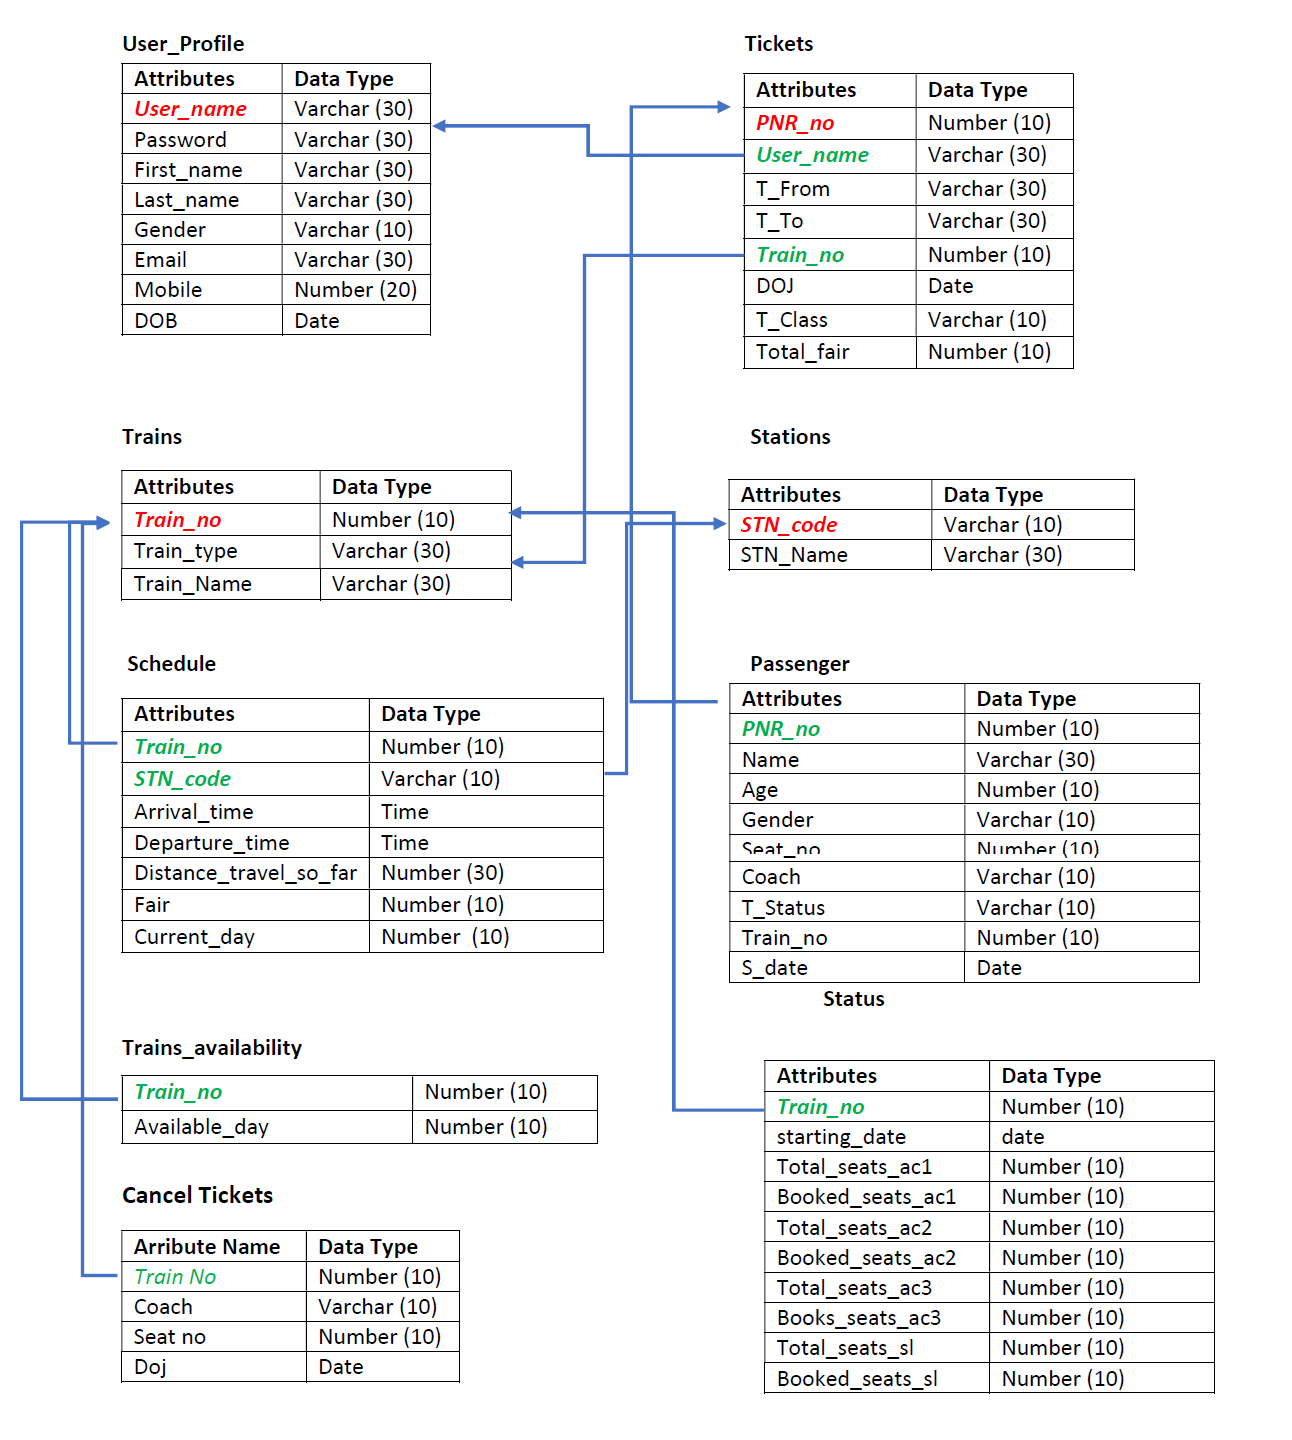 User_Profile
Attributes Data Type
User_name Varchar (30)
Password Varchar (30)
First_name Varchar (30)
Last_name Varchar (30)
Gender Varchar (10)
Email Varchar (30)
Mobile Number (20)
DOB Date
Tickets
Attributes Data Type
PNR_no Number (10)
User_name Varchar (30)
T_From Varchar (30)
T_To Varchar (30)
Train_no Number (10)
DOJ Date
T_Class Varchar (10)
Total_fair Number (10)
Trains
Attributes Data Type
Train_no Number (10)
Train_type Varchar (30)
Train_Name Varchar (30)
Stations
Attributes Data Type
STN_code Varchar (10)
STN_Name Varchar (30)
Schedule
Attributes Data Type
Train_no Number (10)
STN_code Varchar (10)
Arrival_time Time
Departure_time Time
Distance_travel_so_far Number (30)
Fair Number (10)
Current_day Number (10)
Passenger
Attributes Data Type
PNR_no Number (10)
Name Varchar (30)
Age Number (10)
Gender Varchar (10)
Seat_no Number (10)
Coach Varchar (10)
T_Status Varchar (10)
Train_no Number (10)
S_date Date
Trains_availability
Train_no Number (10)
Available_day Number (10)
Status
Attributes Data Type
Train_no Number (10)
starting_date date
Total_seats_ac1 Number (10)
Booked_seats_ac1 Number (10)
Total_seats_ac2 Number (10)
Booked_seats_ac2 Number (10)
Total_seats_ac3 Number (10)
Books_seats_ac3 Number (10)
Total_seats_sl Number (10)
Booked_seats_sl Number (10)
Cancel Tickets
Arribute Name Data Type
Train No Number (10)
Coach Varchar (10)
Seat no Number (10)
Doj Date